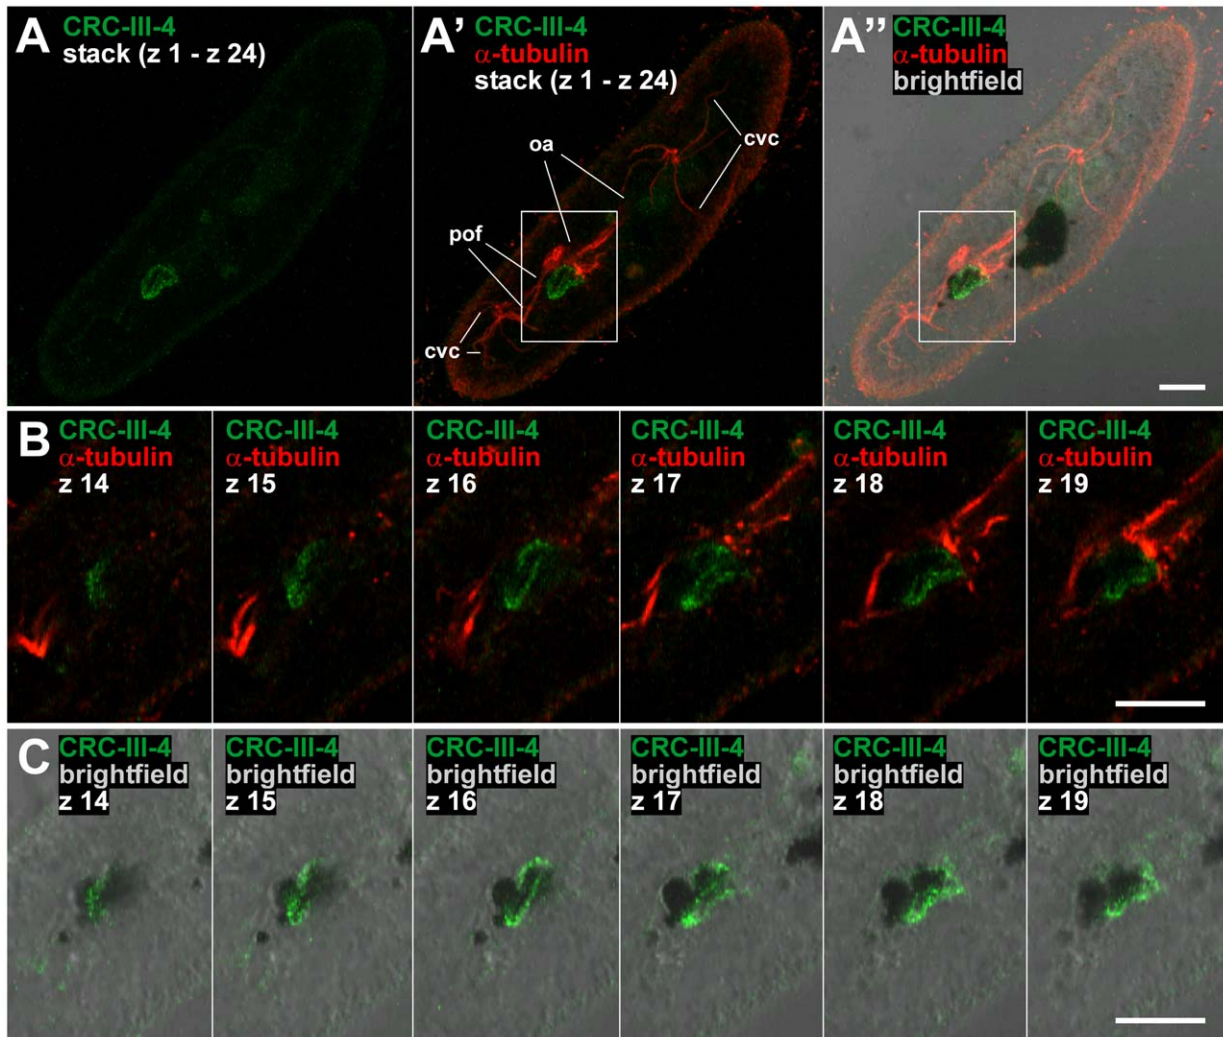 A
CRC-III-4
stack (z 1 - z 24)
A'
CRC-III-4
α-tubulin
stack (z 1 - z 24)
oa
cvc
pof
cvc
A''
CRC-III-4
α-tubulin
brightfield
B
CRC-III-4
α-tubulin
z 14
CRC-III-4
α-tubulin
z 15
CRC-III-4
α-tubulin
z 16
CRC-III-4
α-tubulin
z 17
CRC-III-4
α-tubulin
z 18
CRC-III-4
α-tubulin
z 19
C
CRC-III-4
brightfield
z 14
CRC-III-4
brightfield
z 15
CRC-III-4
brightfield
z 16
CRC-III-4
brightfield
z 17
CRC-III-4
brightfield
z 18
CRC-III-4
brightfield
z 19